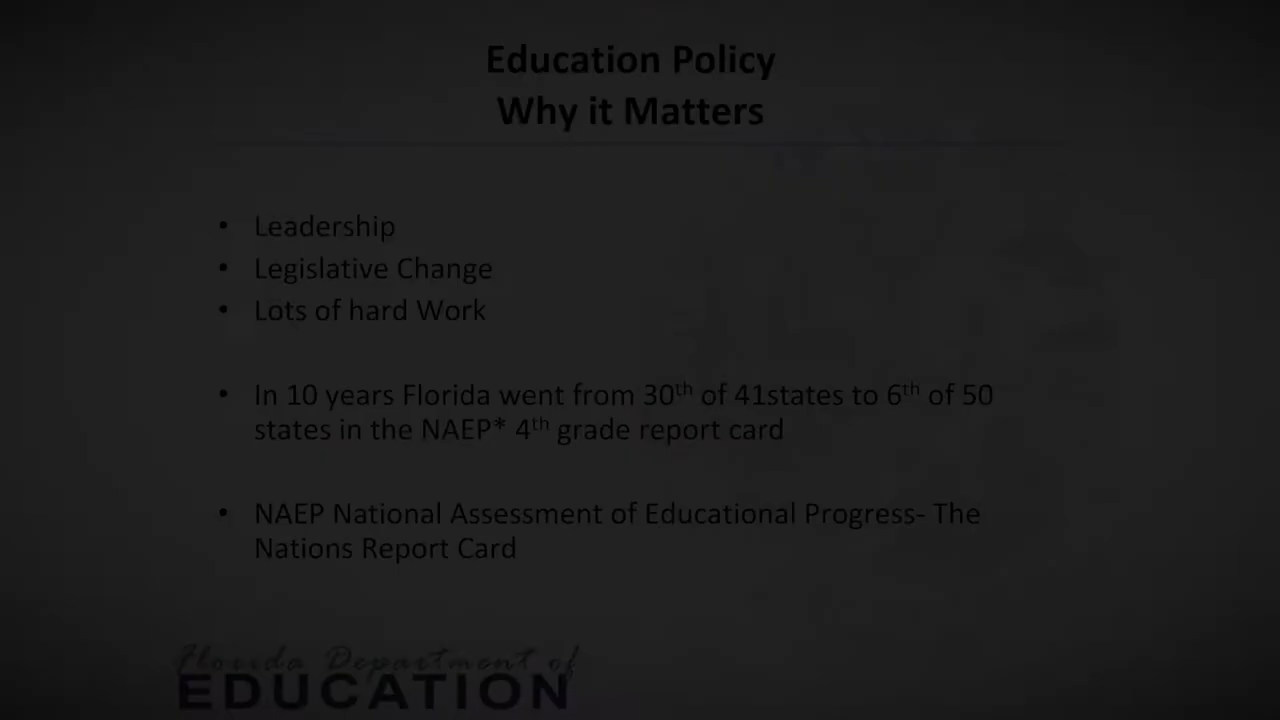 Education Policy
Why it Matters
• Leadership
• Legislative Change
• Lots of hard Work
• In 10 years Florida went from 30th of 41states to 6th of 50
states in the NAEP* 4th grade report card
• NAEP National Assessment of Educational Progress- The
Nations Report Card
Florida Department of
EDUCATION